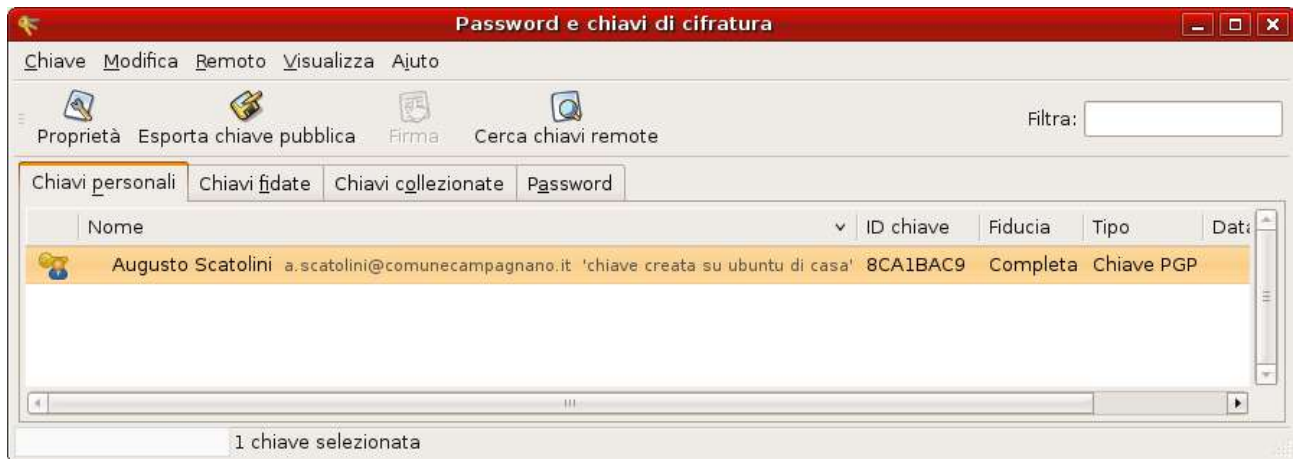 Password e chiavi di cifratura
Chiave Modifica Remoto Visualizza Aiuto
Proprietà Esporta chiave pubblica Firma Cerca chiavi remote Filtra:
Chiavi personali Chiavi fidate Chiavi collezionate Password
Nome ID chiave Fiducia Tipo Data
Augusto Scatolini a.scatolini@comunecampagnano.it 'chiave creata su ubuntu di casa' 8CA1BAC9 Completa Chiave PGP
1 chiave selezionata